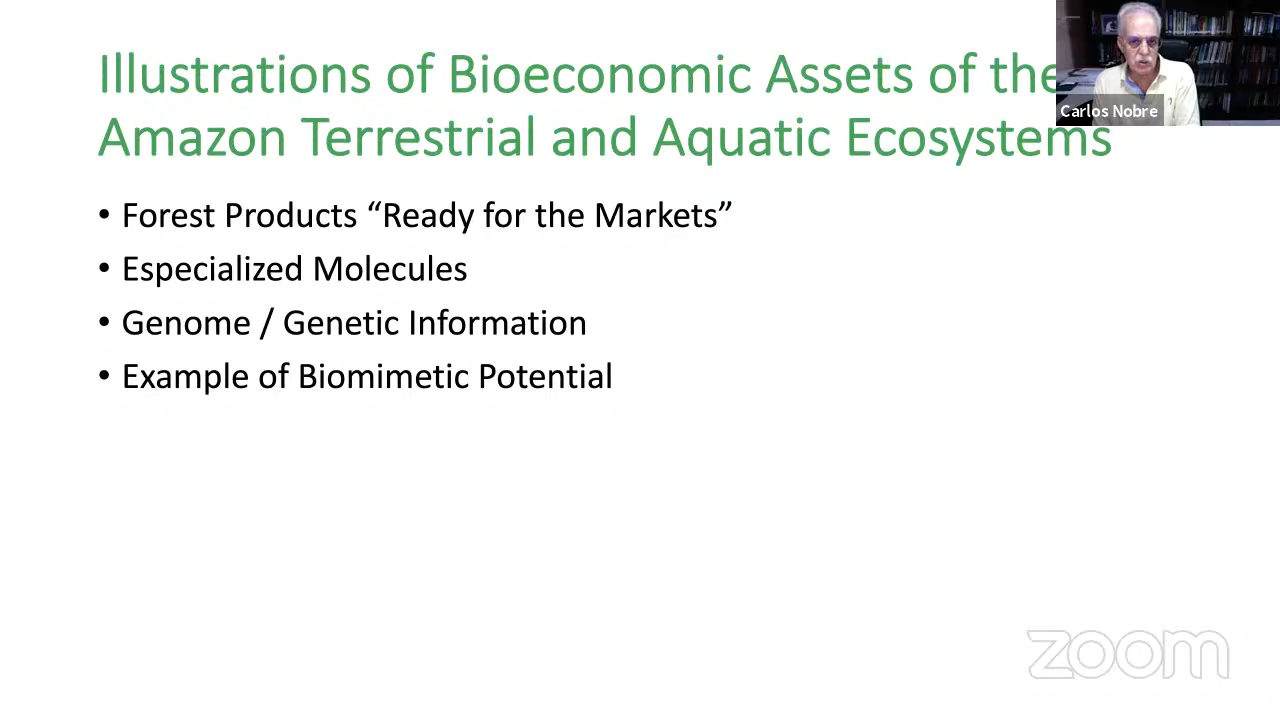 Illustrations of Bioeconomic Assets of the
Amazon Terrestrial and Aquatic Ecosystems
Carlos Nobre
• Forest Products “Ready for the Markets”
• Especialized Molecules
• Genome / Genetic Information
• Example of Biomimetic Potential
zoom